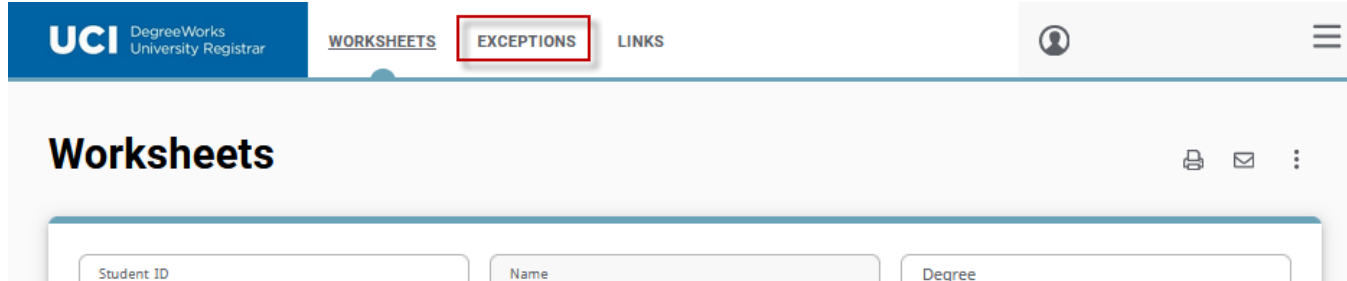 UCI DegreeWorks
University Registrar
WORKSHEETS EXCEPTIONS LINKS
Worksheets
Student ID Name Degree